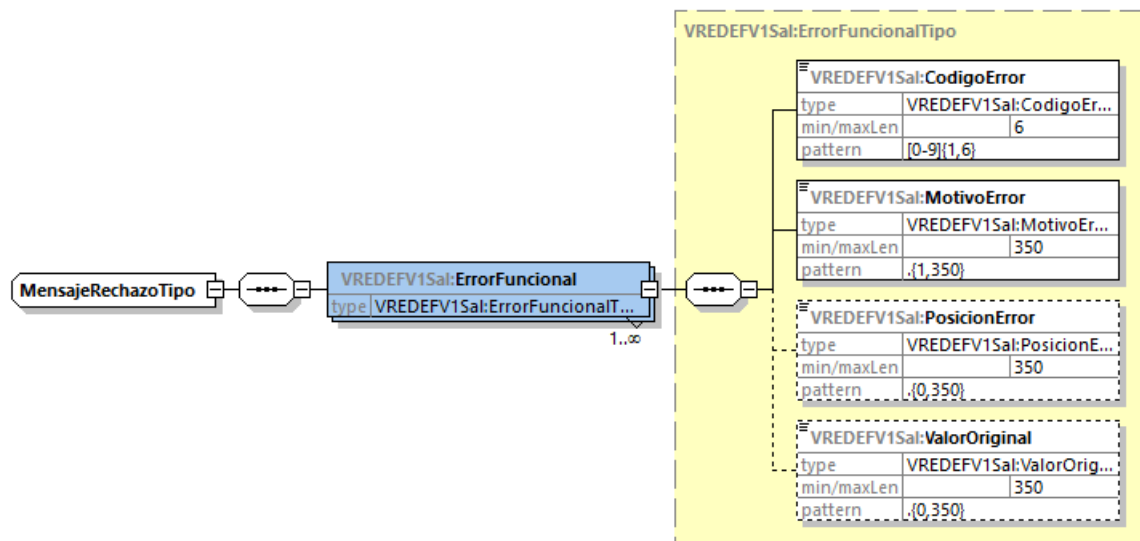 VREDEFV1Sal:ErrorFuncionalTipo
VREDEFV1Sal:CodigoError
type VREDEFV1Sal:CodigoEr...
min/maxLen 6
pattern [0-9]{1,6}
VREDEFV1Sal:MotivoError
type VREDEFV1Sal:MotivoEr...
min/maxLen 350
pattern .{1,350}
MensajeRechazoTipo
VREDEFV1Sal:ErrorFuncional
type VREDEFV1Sal:ErrorFuncionalT...
1..∞
VREDEFV1Sal:PosicionError
type VREDEFV1Sal:PosicionE...
min/maxLen 350
pattern .{0,350}
VREDEFV1Sal:ValorOriginal
type VREDEFV1Sal:ValorOrig...
min/maxLen 350
pattern .{0,350}